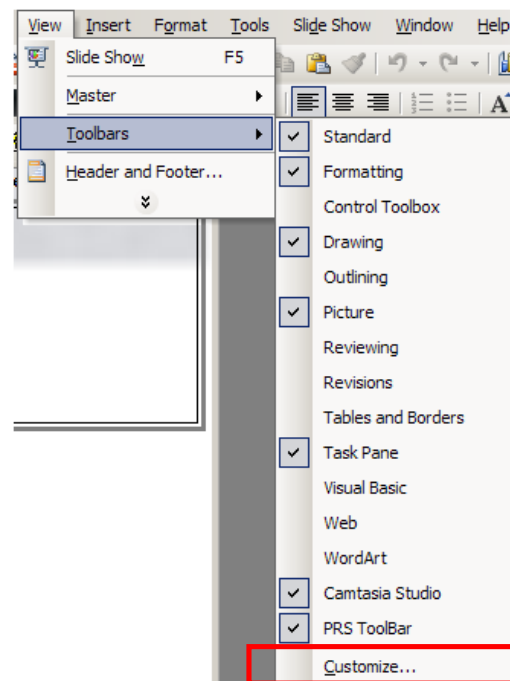 View Insert Format Tools Slide Show Window Help
Slide Show F5
Master
Toolbars
Header and Footer...
Standard
Formatting
Control Toolbox
Drawing
Outlining
Picture
Reviewing
Revisions
Tables and Borders
Task Pane
Visual Basic
Web
WordArt
Camtasia Studio
PRS ToolBar
Customize...